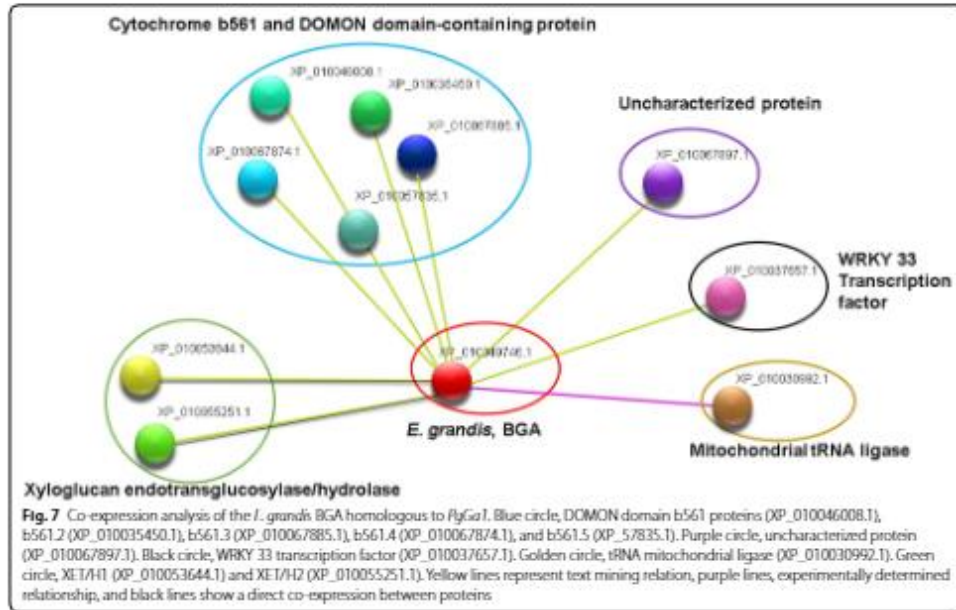 Cytochrome b561 and DOMON domain-containing protein
XP_010046008.1
XP_010035450.1
XP_010067885.1
XP_010067874.1
XP_010057835.1
Uncharacterized protein
XP_010067897.1
WRKY 33
Transcription
factor
XP_010037657.1
XP_010053644.1
XP_010049746.1
XP_010030992.1
XP_010055251.1
E. grandis, BGA
Mitochondrial tRNA ligase
Xyloglucan endotransglucosylase/hydrolase
Fig. 7 Co-expression analysis of the E. grandis BGA homologous to PgGa1. Blue circle, DOMON domain b561 proteins (XP_010046008.1),
b561.2 (XP_010035450.1), b561.3 (XP_010067885.1), b561.4 (XP_010067874.1), and b561.5 (XP_57835.1). Purple circle, uncharacterized protein
(XP_010067897.1). Black circle, WRKY 33 transcription factor (XP_010037657.1). Golden circle, tRNA mitochondrial ligase (XP_010030992.1). Green
circle, XET/H1 (XP_010053644.1) and XET/H2 (XP_010055251.1). Yellow lines represent text mining relation, purple lines, experimentally determined
relationship, and black lines show a direct co-expression between proteins